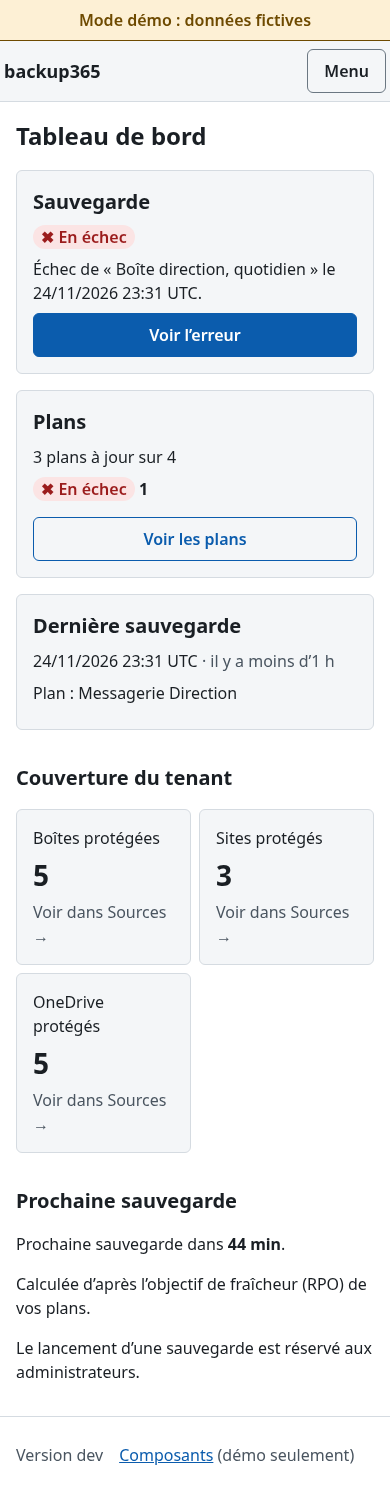 Mode démo : données fictives
backup365
Menu
Tableau de bord
Sauvegarde
✖ En échec
Échec de « Boîte direction, quotidien » le
24/11/2026 23:31 UTC.
Voir l’erreur
Plans
3 plans à jour sur 4
✖ En échec 1
Voir les plans
Dernière sauvegarde
24/11/2026 23:31 UTC · il y a moins d’1 h
Plan : Messagerie Direction
Couverture du tenant
Boîtes protégées
5
Voir dans Sources
→
Sites protégés
3
Voir dans Sources
→
OneDrive
protégés
5
Voir dans Sources
→
Prochaine sauvegarde
Prochaine sauvegarde dans 44 min.
Calculée d’après l’objectif de fraîcheur (RPO) de
vos plans.
Le lancement d’une sauvegarde est réservé aux
administrateurs.
Version dev Composants (démo seulement)